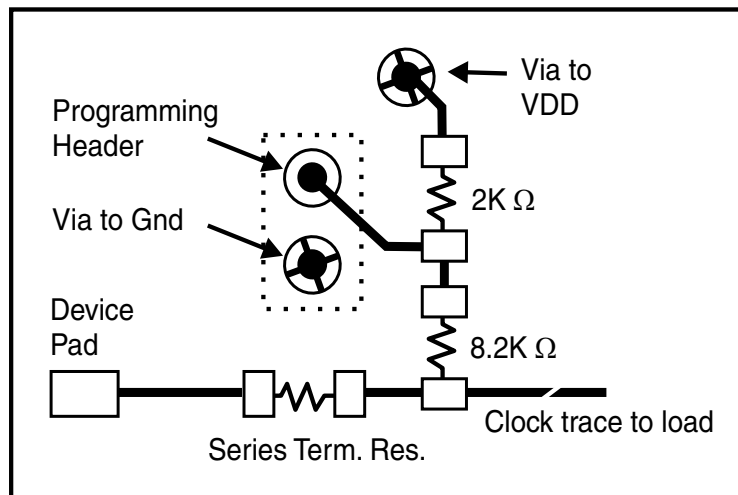 Via to
VDD
Programming
Header
2K Ω
Via to Gnd
Device
Pad
8.2K Ω
Clock trace to load
Series Term. Res.